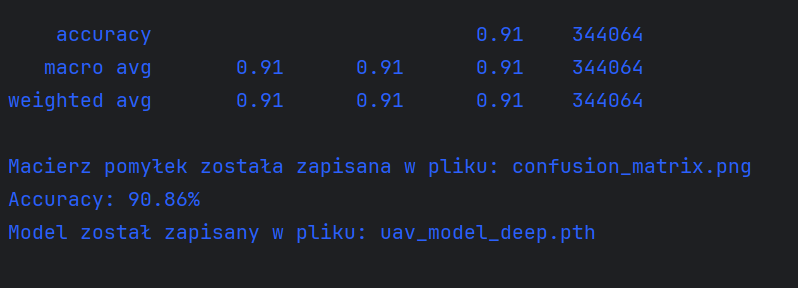 accuracy 0.91 344064
macro avg 0.91 0.91 0.91 344064
weighted avg 0.91 0.91 0.91 344064
Macierz pomyłek została zapisana w pliku: confusion_matrix.png
Accuracy: 90.86%
Model został zapisany w pliku: uav_model_deep.pth